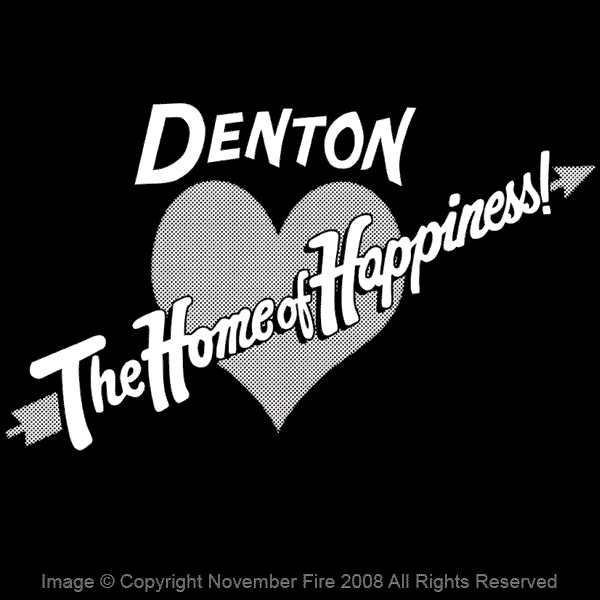 DENTON
The Home of Happiness!
Image © Copyright November Fire 2008 All Rights Reserved